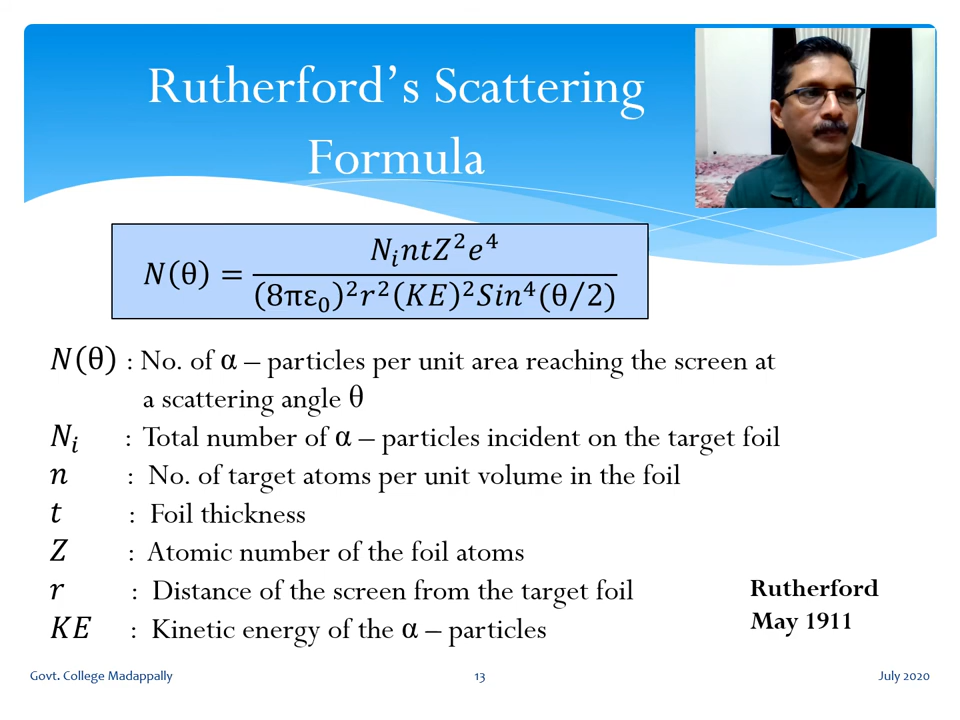 Rutherford’s Scattering
Formula
N(θ) = NᵢntZ²e⁴ / (8πε₀)²r²(KE)²Sin⁴(θ/2)
N(θ) : No. of α – particles per unit area reaching the screen at
a scattering angle θ
Nᵢ : Total number of α – particles incident on the target foil
n : No. of target atoms per unit volume in the foil
t : Foil thickness
Z : Atomic number of the foil atoms
r : Distance of the screen from the target foil
KE : Kinetic energy of the α – particles
Rutherford
May 1911
Govt. College Madappally 13 July 2020